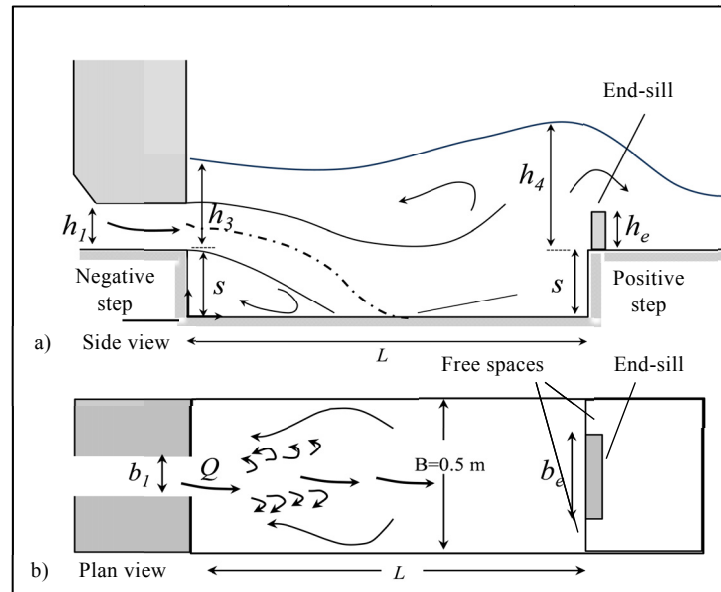 End-sill
h4
h1
h3
he
s
s
Negative
step
Positive
step
a) Side view
L
Free spaces
End-sill
b1
Q
B=0.5 m
be
b) Plan view
L